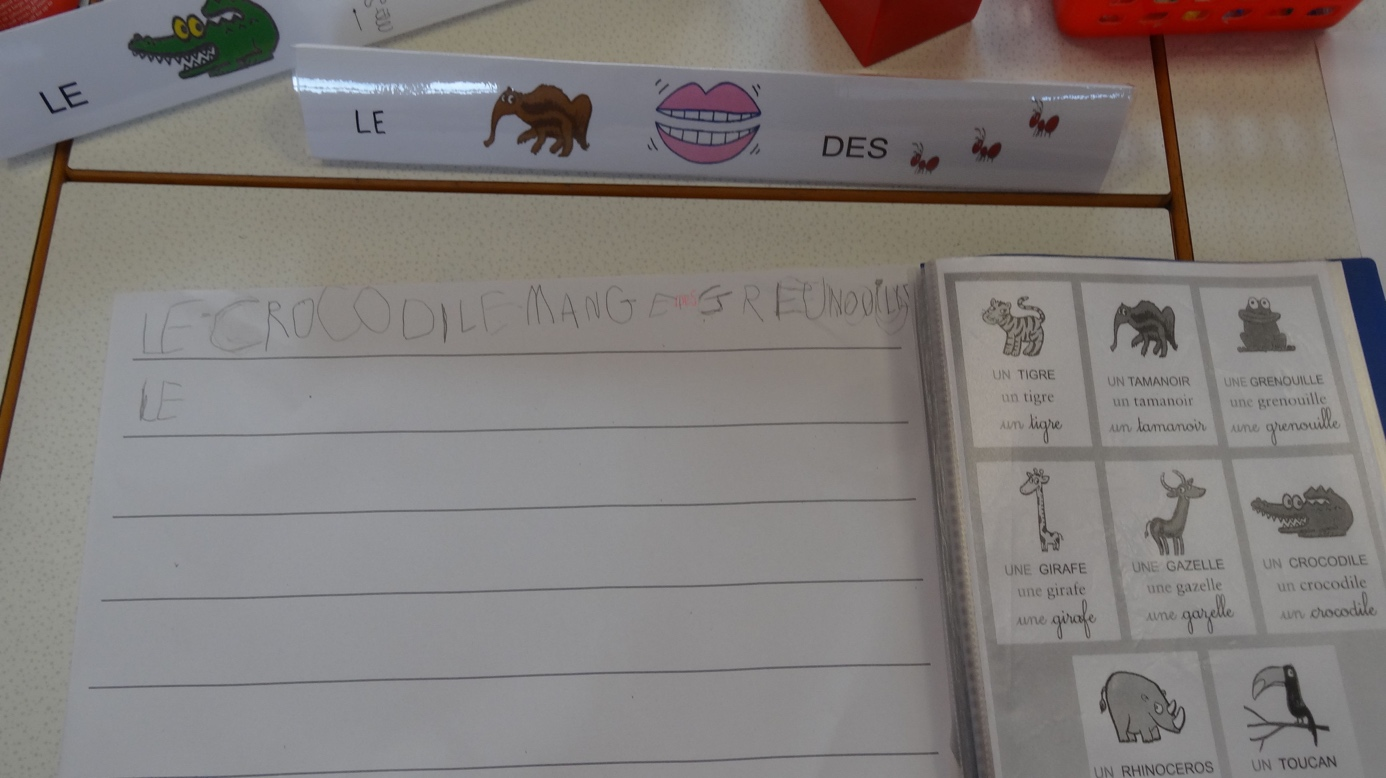 LE
LE DES
LE CROCODILE MANGE GREUNOUILLES
LE
UN TIGRE
un tigre
un tigre
UN TAMANOIR
un tamanoir
un tamanoir
UNE GRENOUILLE
une grenouille
une grenouille
UNE GIRAFE
une girafe
une girafe
UNE GAZELLE
une gazelle
une gazelle
UN CROCODILE
un crocodile
un crocodile
UN RHINOCEROS
UN TOUCAN